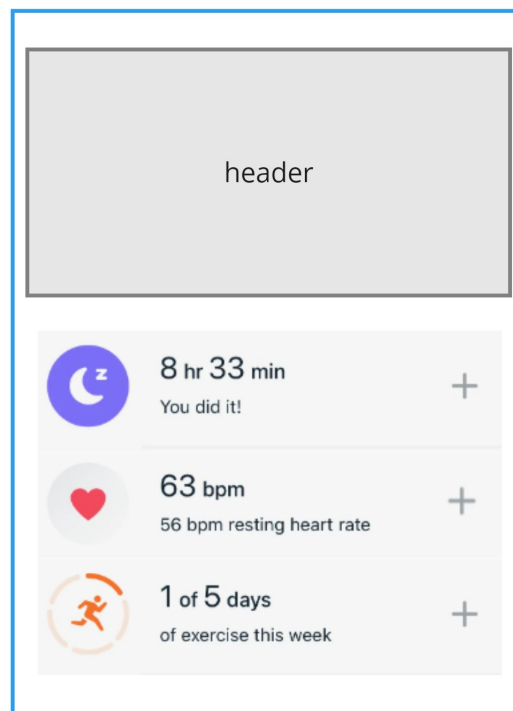 header
z
8 hr 33 min
You did it!
63 bpm
56 bpm resting heart rate
1 of 5 days
of exercise this week